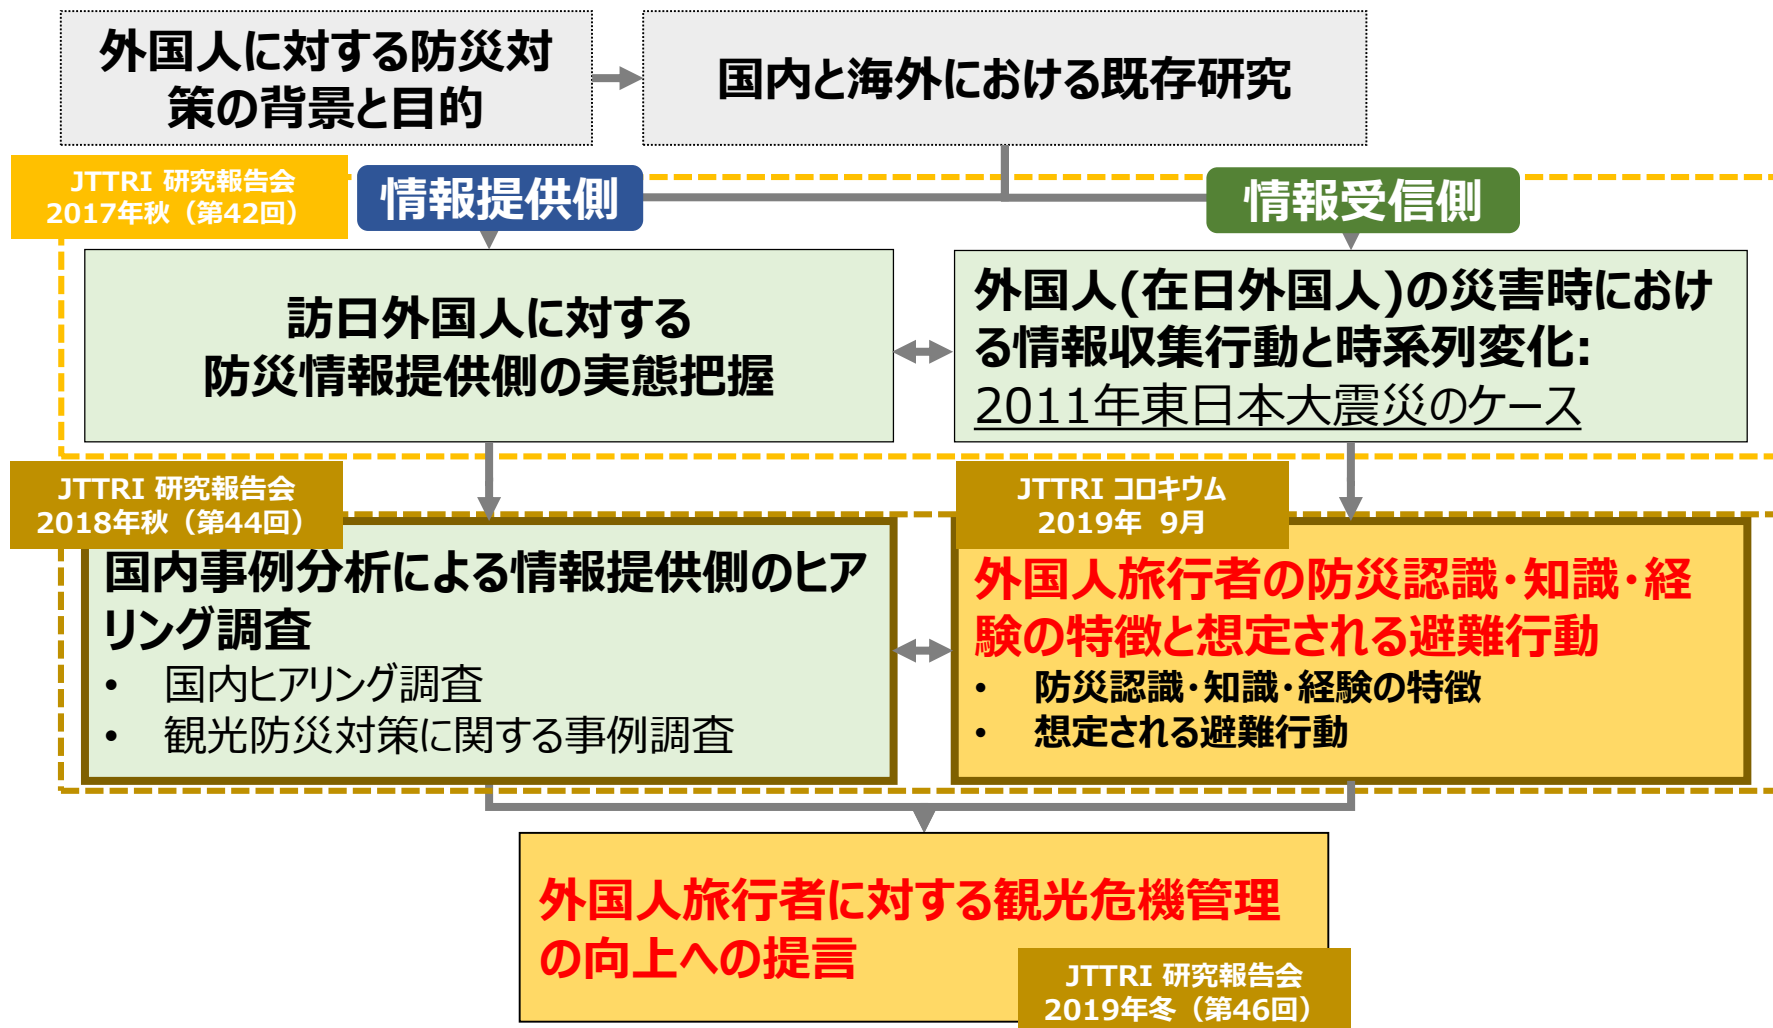 外国人に対する防災対
策の背景と目的
国内と海外における既存研究
JTTRI 研究報告会
2017年秋（第42回）
情報提供側
情報受信側
訪日外国人に対する
防災情報提供側の実態把握
外国人(在日外国人)の災害時におけ
る情報収集行動と時系列変化:
2011年東日本大震災のケース
JTTRI 研究報告会
2018年秋（第44回）
JTTRI コロキウム
2019年 9月
国内事例分析による情報提供側のヒア
リング調査
• 国内ヒアリング調査
• 観光防災対策に関する事例調査
外国人旅行者の防災認識･知識･経
験の特徴と想定される避難行動
• 防災認識･知識･経験の特徴
• 想定される避難行動
外国人旅行者に対する観光危機管理
の向上への提言
JTTRI 研究報告会
2019年冬（第46回）